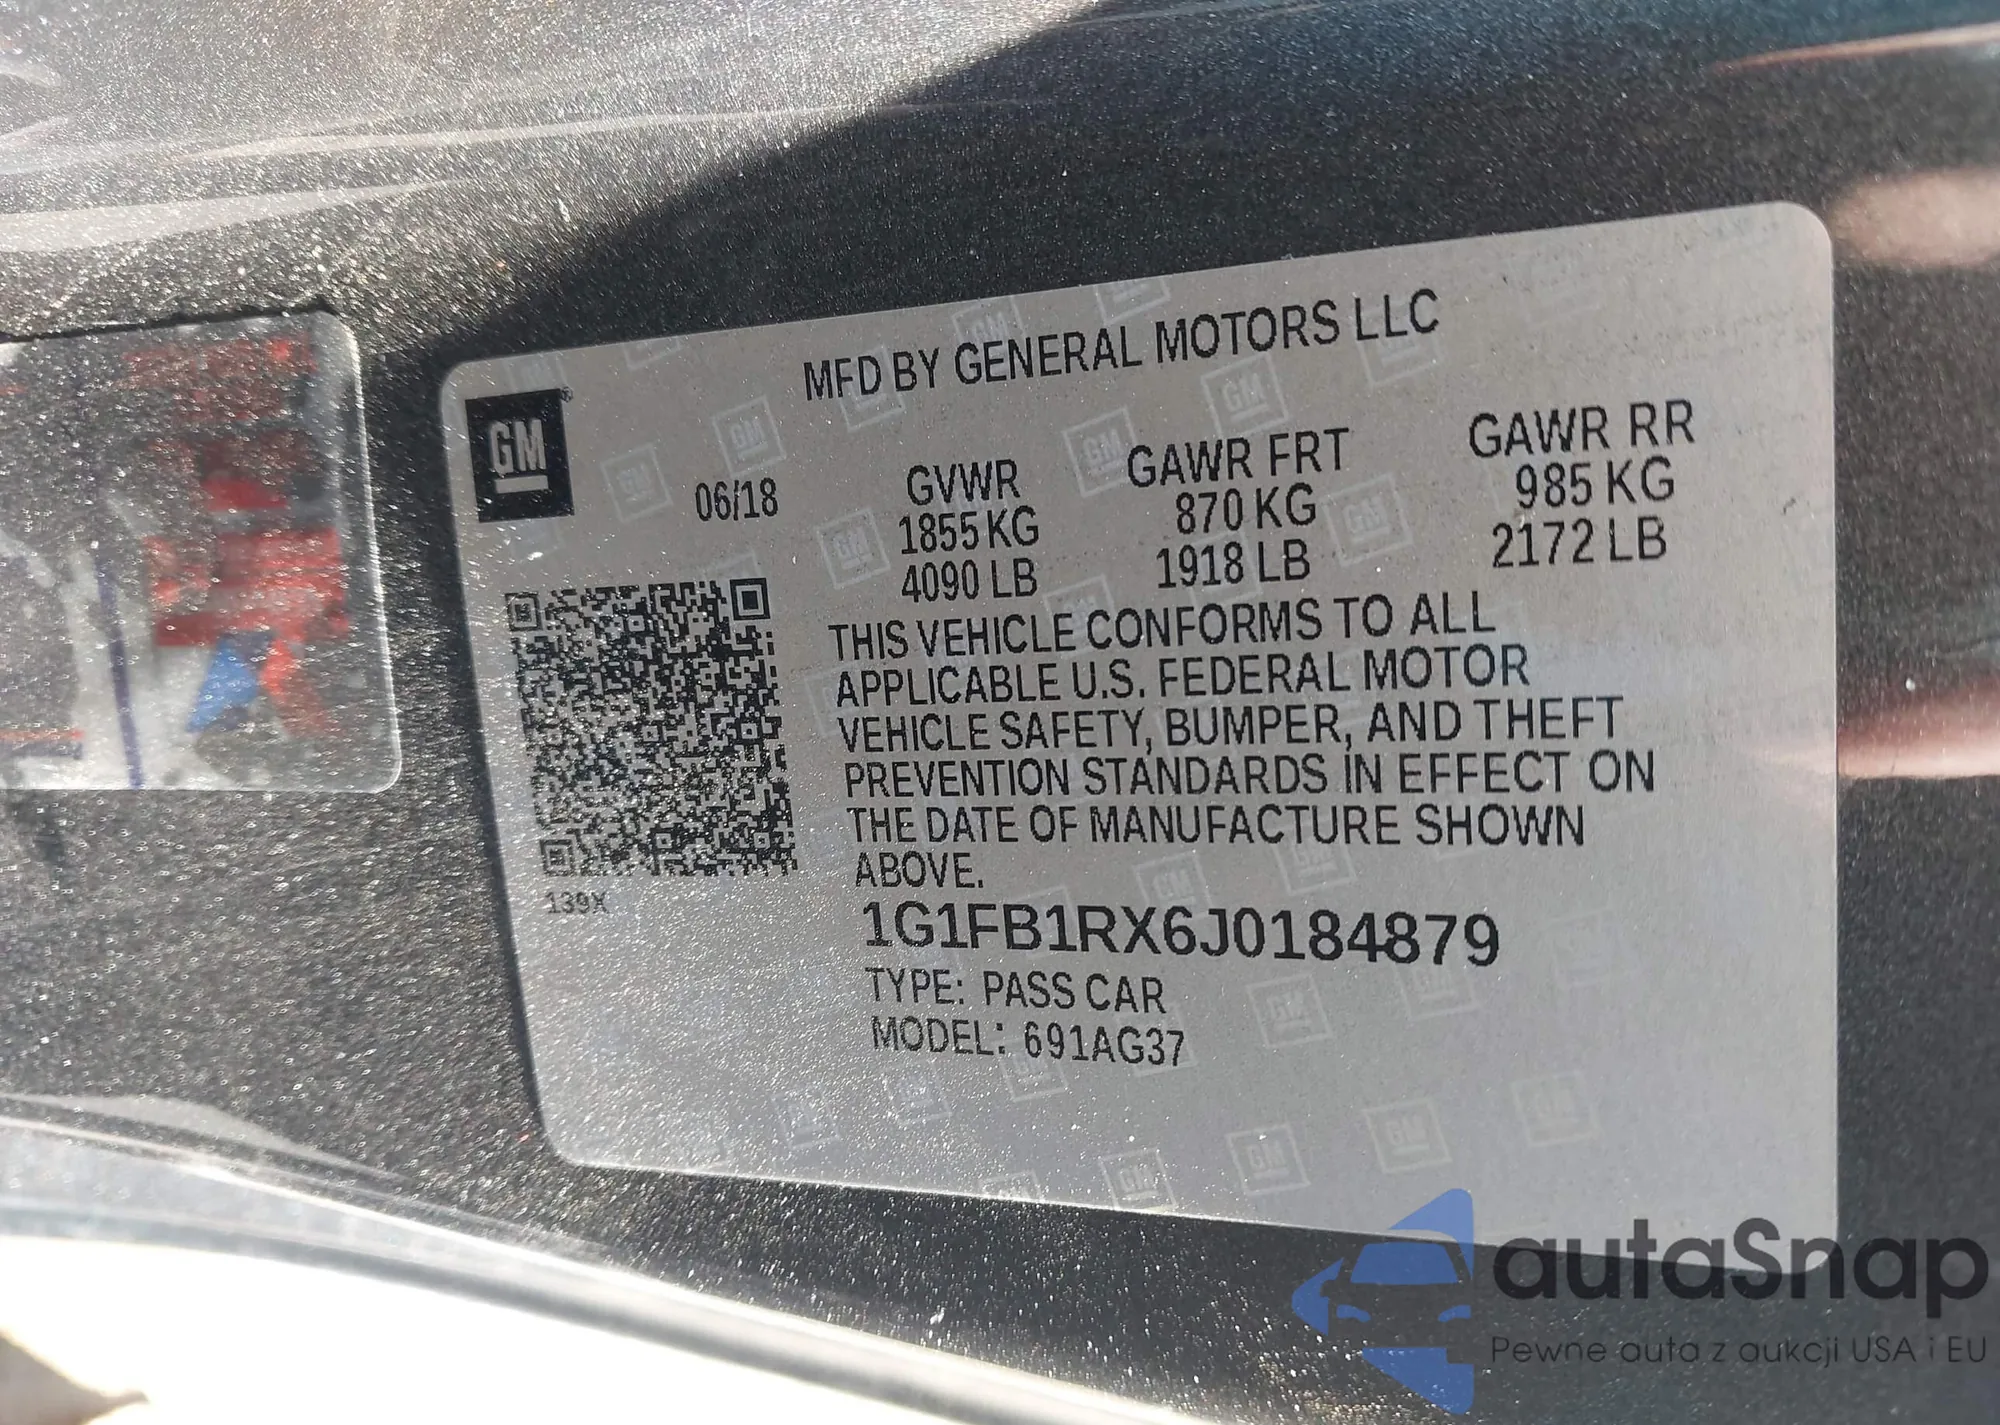 MFD BY GENERAL MOTORS LLC
GM
06/18
GVWR
1855 KG
4090 LB
GAWR FRT
870 KG
1918 LB
GAWR RR
985 KG
2172 LB
THIS VEHICLE CONFORMS TO ALL
APPLICABLE U.S. FEDERAL MOTOR
VEHICLE SAFETY, BUMPER, AND THEFT
PREVENTION STANDARDS IN EFFECT ON
THE DATE OF MANUFACTURE SHOWN
ABOVE.
139X
1G1FB1RX6J0184879
TYPE: PASS CAR
MODEL: 691AG37
autaSnap
Pewne auta z aukcji USA i EU